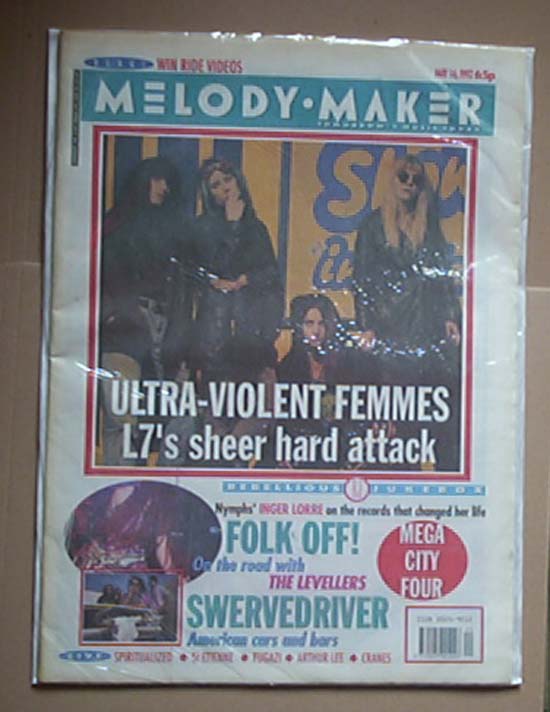 WIN RIDE VIDEOS
MAY 16, 1992 65p
MELODY·MAKER
Show
ULTRA-VIOLENT FEMMES
L7's sheer hard attack
REBELLIOUS JUKEBOX
Nymphs' INGER LORRE on the records that changed her life
FOLK OFF!
On the road with
THE LEVELLERS
MEGA
CITY
FOUR
SWERVEDRIVER
American cars and bars
LIVE SPIRITUALIZED ◆ ST ETIENNE ◆ FUGAZI ◆ ARTHUR LEE ◆ CRANES